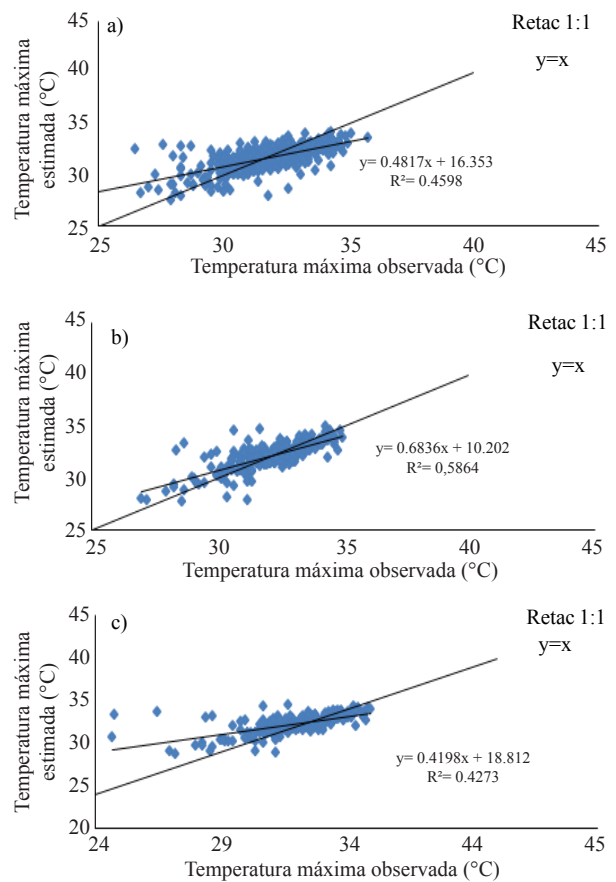 a)
Retac 1:1
y=x
45
40
35
30
25
Temperatura máxima
estimada (°C)
y= 0.4817x + 16.353
R²= 0.4598
25 30 35 40 45
Temperatura máxima observada (°C)
b)
Retac 1:1
y=x
45
40
35
30
25
Temperatura máxima
estimada (°C)
y= 0.6836x + 10.202
R²= 0,5864
25 30 35 40 45
Temperatura máxima observada (°C)
c)
Retac 1:1
y=x
45
40
35
30
25
20
Temperatura máxima
estimada (°C)
y= 0.4198x + 18.812
R²= 0.4273
24 29 34 44 44
Temperatura máxima observada (°C)